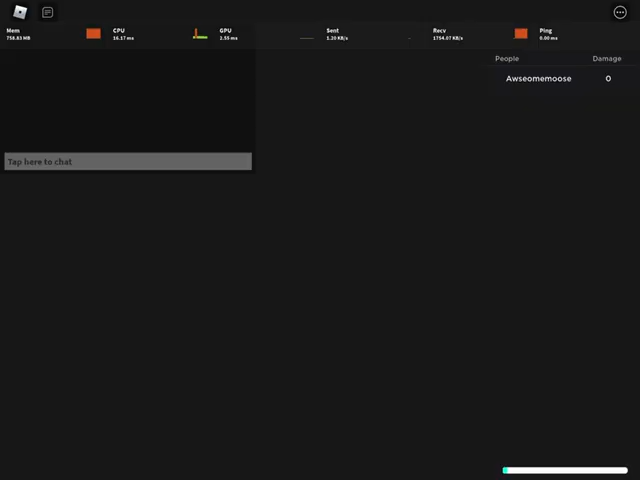 Mem CPU GPU Sent Recv Ping
758.83 MB 16.17 ms 2.55 ms 1.20 KB/s 1754.07 KB/s 0.00 ms
People Damage
Awseomemoose 0
Tap here to chat